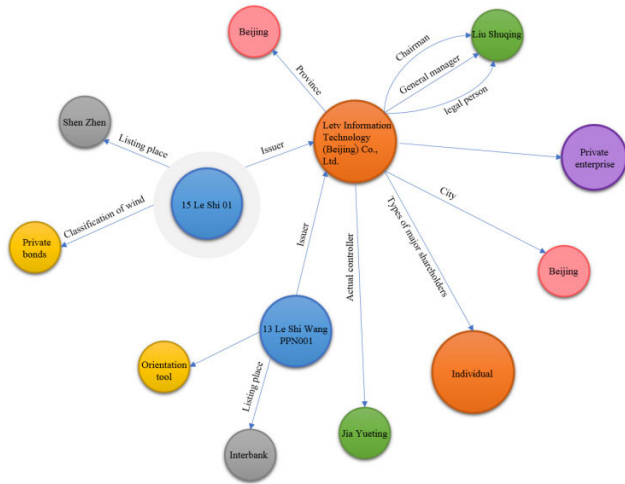 Beijing
Liu Shuqing
Chairman
General manager
legal person
Province
Shen Zhen
Listing place
Issuer
Letv Information
Technology
(Beijing) Co.,
Ltd.
Private
enterprise
15 Le Shi 01
Classification of wind
Private
bonds
City
Types of major
shareholders
Issuer
Actual controller
Beijing
13 Le Shi Wang
PPN001
Orientation
tool
Listing place
Individual
Interbank
Jia Yueting